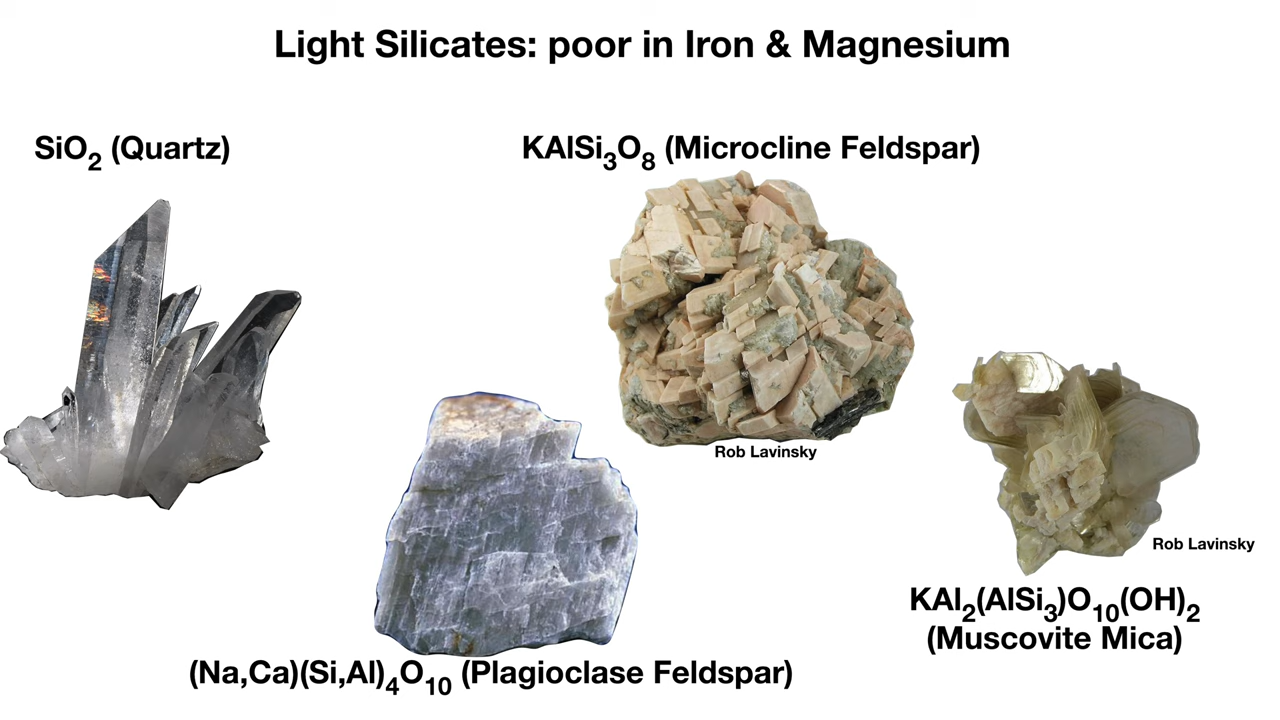 Light Silicates: poor in Iron & Magnesium
SiO₂ (Quartz)
KAlSi₃O₈ (Microcline Feldspar)
Rob Lavinsky
Rob Lavinsky
KAl₂(AlSi₃)O₁₀(OH)₂
(Muscovite Mica)
(Na,Ca)(Si,Al)₄O₁₀ (Plagioclase Feldspar)